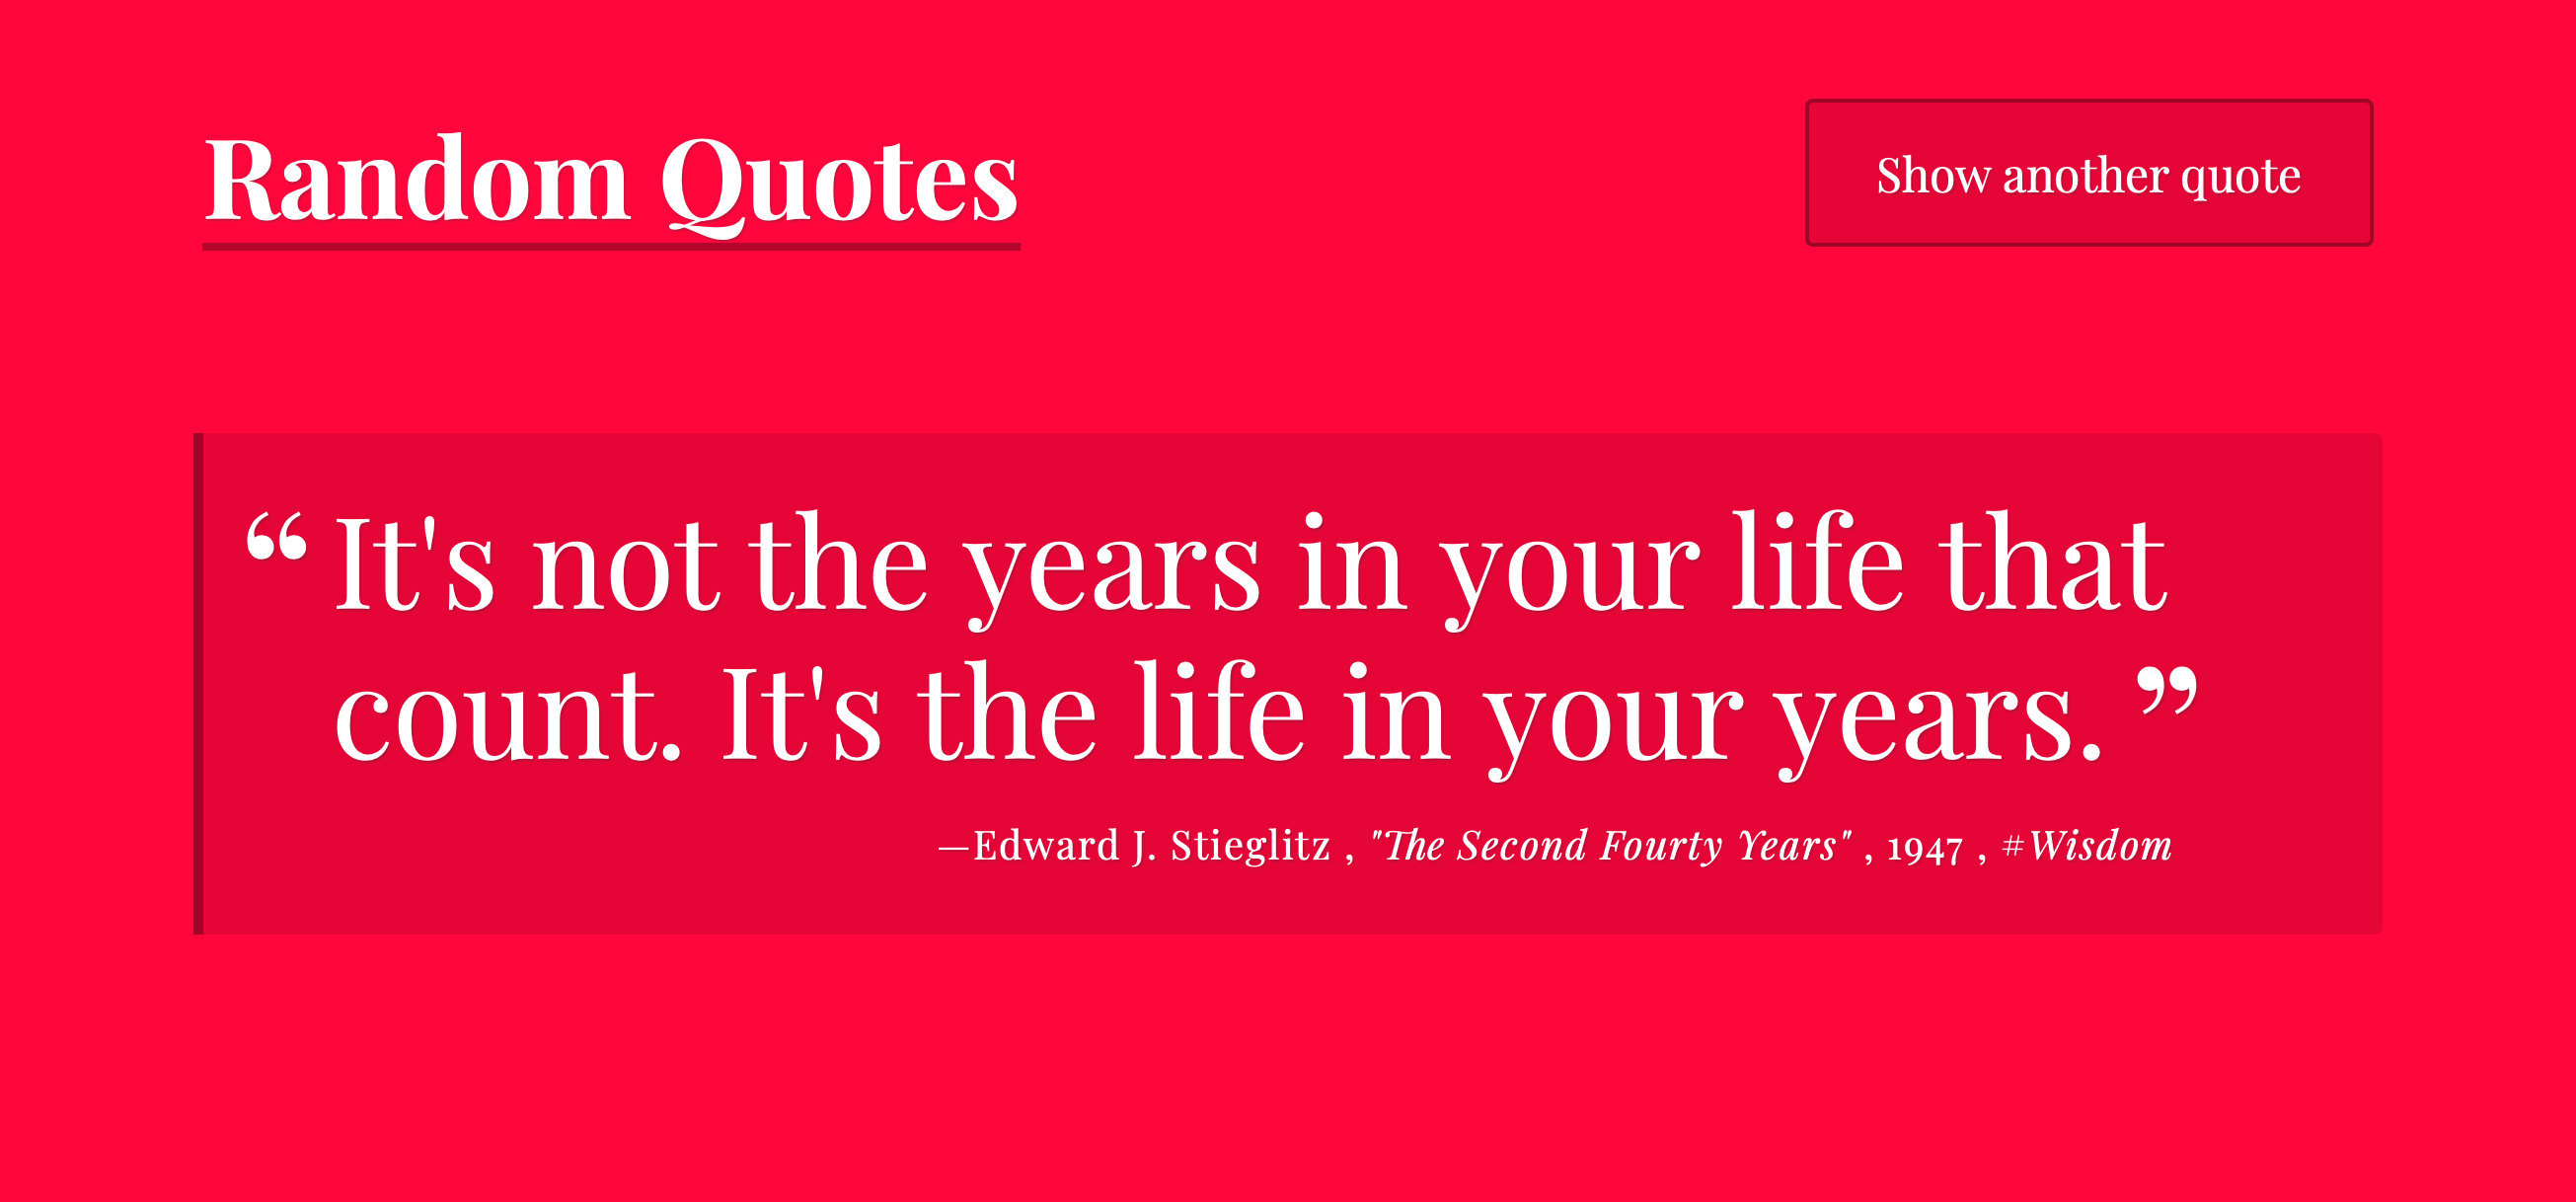 Random Quotes
Show another quote
“ It's not the years in your life that
count. It's the life in your years. ”
—Edward J. Stieglitz , "The Second Fourty Years" , 1947 , #Wisdom